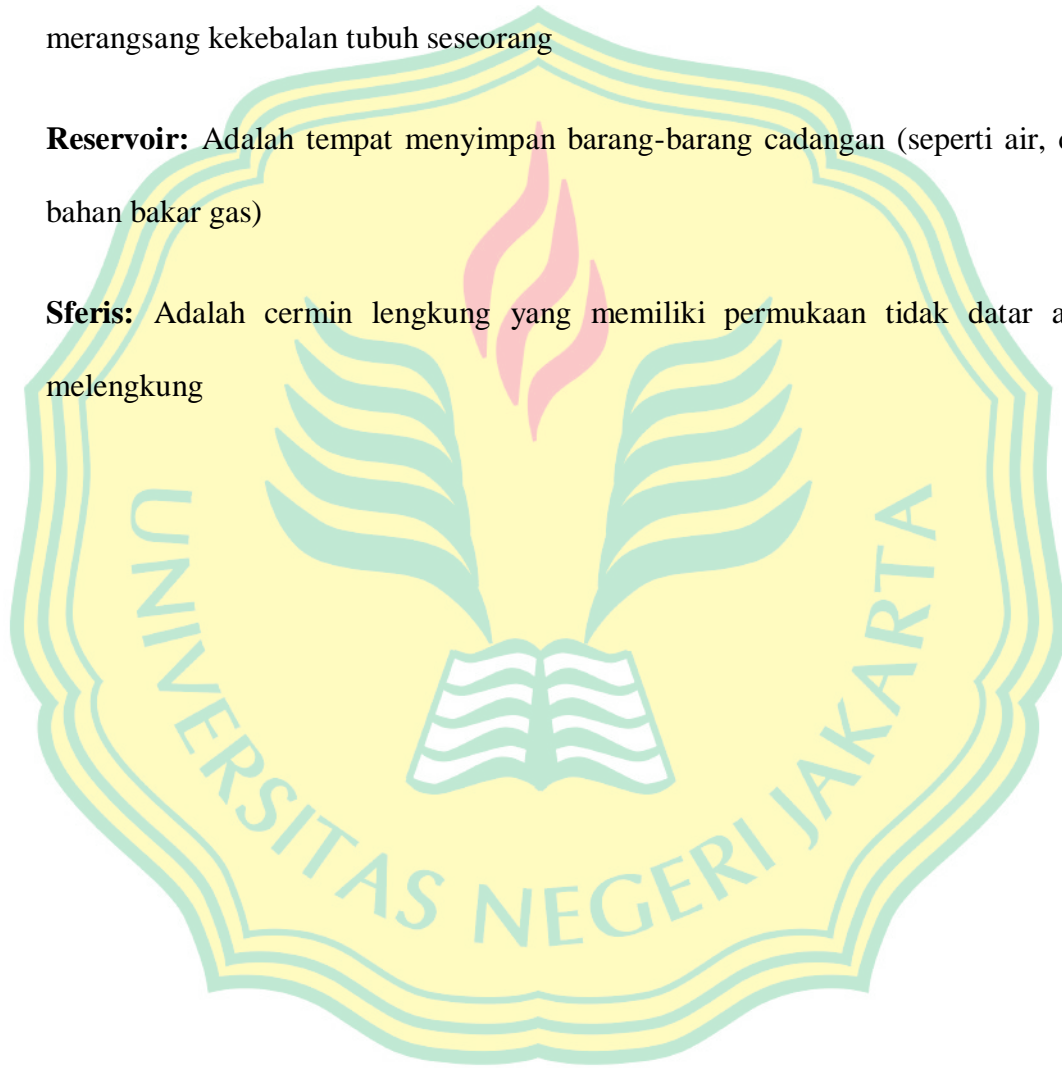 merangsang kekebalan tubuh seseorang
Reservoir: Adalah tempat menyimpan barang-barang cadangan (seperti air,
bahan bakar gas)
Sferis: Adalah cermin lengkung yang memiliki permukaan tidak datar
melengkung
UNIVERSITAS NEGERI JAKARTA